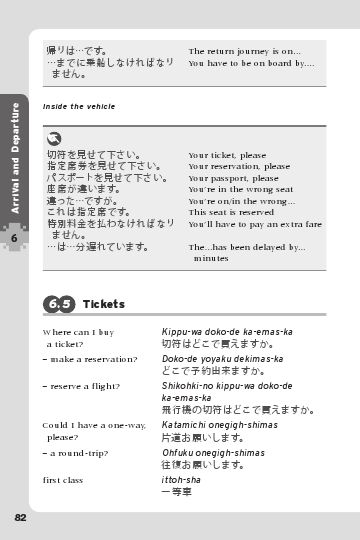 帰リは…です。 The return journey is on...
…までに乗船しなければなリ You have to be on board by....
ません。
Inside the vehicle
切符を見せて下さい。 Your ticket, please
指定席券を見せて下さい。 Your reservation, please
パスポートを見せて下さい。 Your passport, please
座席が違います。 You're in the wrong seat
違った…ですか。 You're on/in the wrong...
これは指定席です。 This seat is reserved
特別料金を払わなければなリ You'll have to pay an extra fare
ません。
…は…分遅れています。 The...has been delayed by...
minutes
Arrival and Departure
6
6.5 Tickets
Where can I buy Kippu-wa doko-de ka-emas-ka
a ticket? 切符はどこで買えますか。
– make a reservation? Doko-de yoyaku dekimas-ka
どこで予約出来ますか。
– reserve a flight? Shikohki-no kippu-wa doko-de
ka-emas-ka
飛行機の切符はどこで買えますか。
Could I have a one-way, Katamichi onegigh-shimas
please? 片道お願いします。
– a round-trip? Ohfuku onegigh-shimas
往復お願いします。
first class ittoh-sha
一等車
82